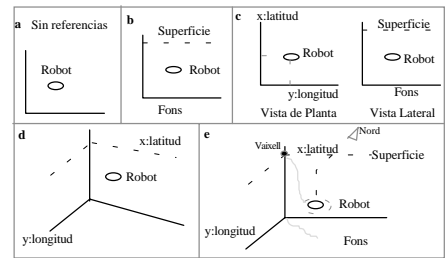 a Sin referencias
Robot
b
Superficie
Robot
Fons
c x:latitud
Robot
y:longitud
Vista de Planta
Superficie
Robot
Fons
Vista Lateral
d
x:latitud
Robot
y:longitud
e
Nord
Vaixell
x:latitud
Superficie
Robot
y:longitud
Fons